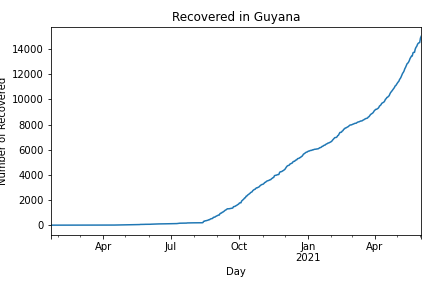 Recovered in Guyana
14000
12000
10000
8000
6000
4000
2000
0
Number of Recovered
Apr
Jul
Oct
Jan
2021
Apr
Day